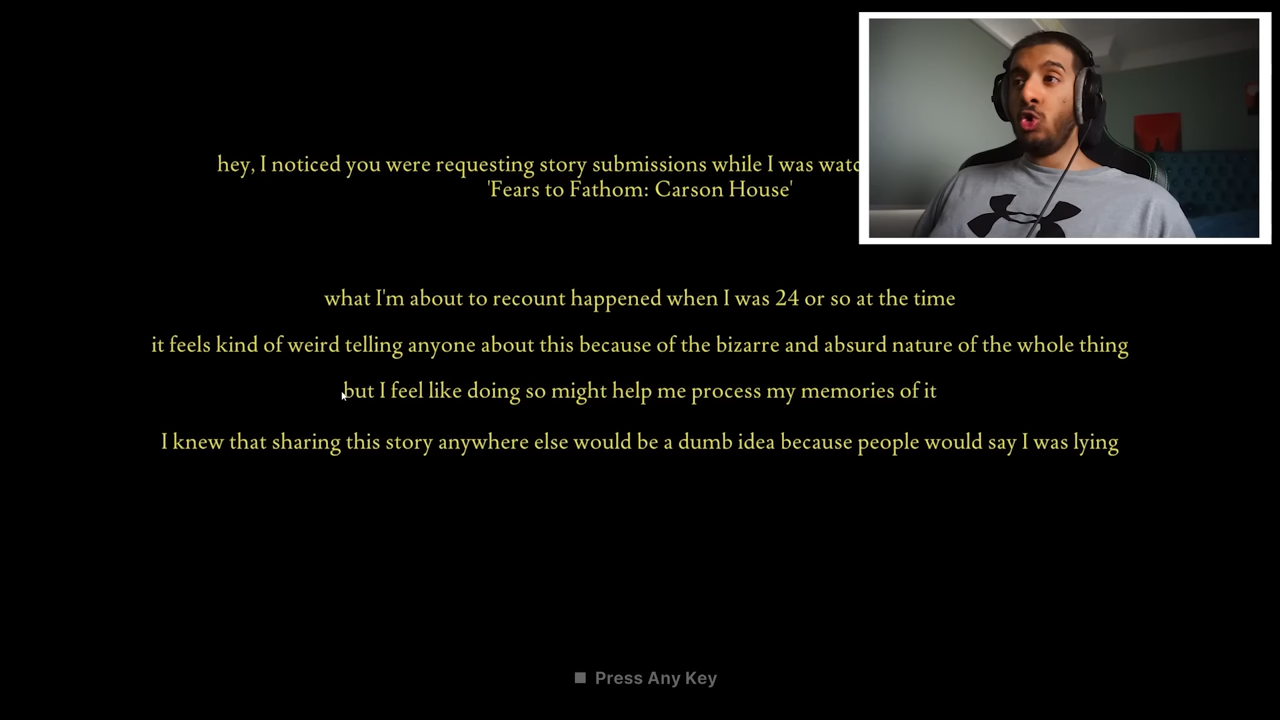 hey, I noticed you were requesting story submissions while I was
'Fears to Fathom: Carson House'
what I'm about to recount happened when I was 24 or so at the time
it feels kind of weird telling anyone about this because of the bizarre and absurd nature of the whole thing
but I feel like doing so might help me process my memories of it
I knew that sharing this story anywhere else would be a dumb idea because people would say I was lying
Press Any Key